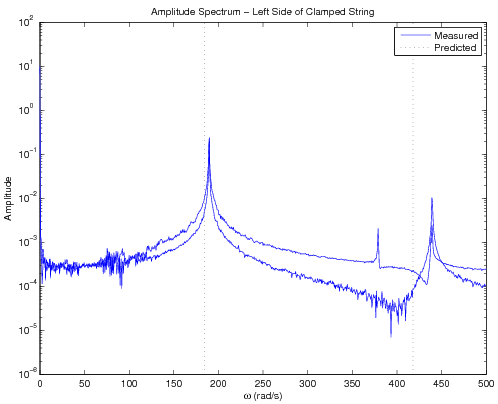 Amplitude Spectrum − Left Side of Clamped String
Measured
Predicted
Amplitude
10^2
10^1
10^0
10^−1
10^−2
10^−3
10^−4
10^−5
10^−6
0 50 100 150 200 250 300 350 400 450 500
ω (rad/s)